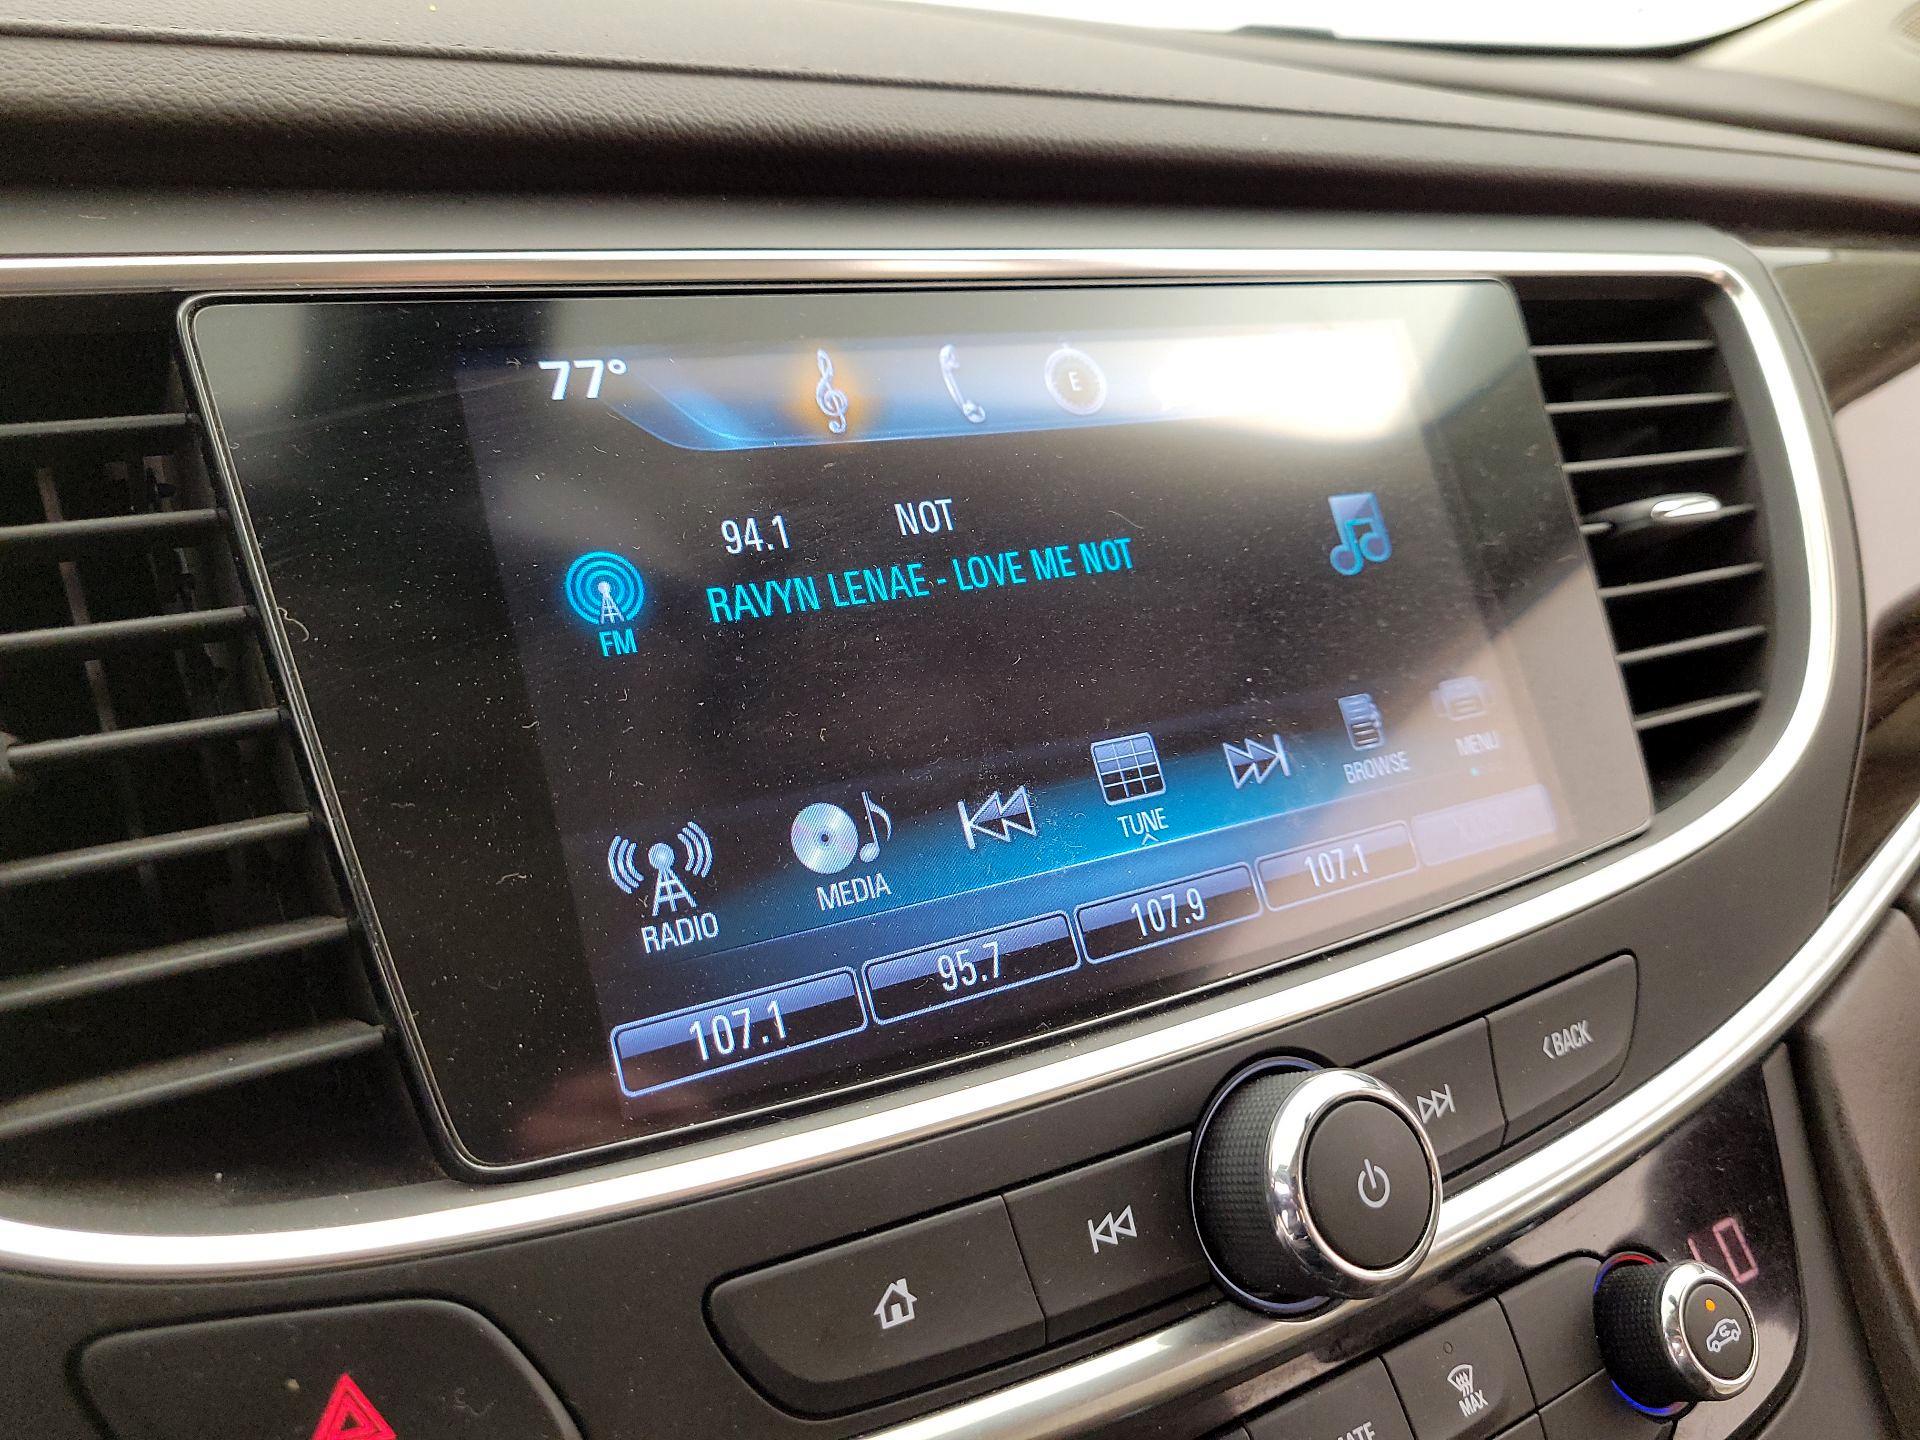 77°
E
94.1 NOT
RAVYN LENAE - LOVE ME NOT
FM
RADIO MEDIA TUNE BROWSE MENU
107.1 95.7 107.9 107.1
BACK
MAX